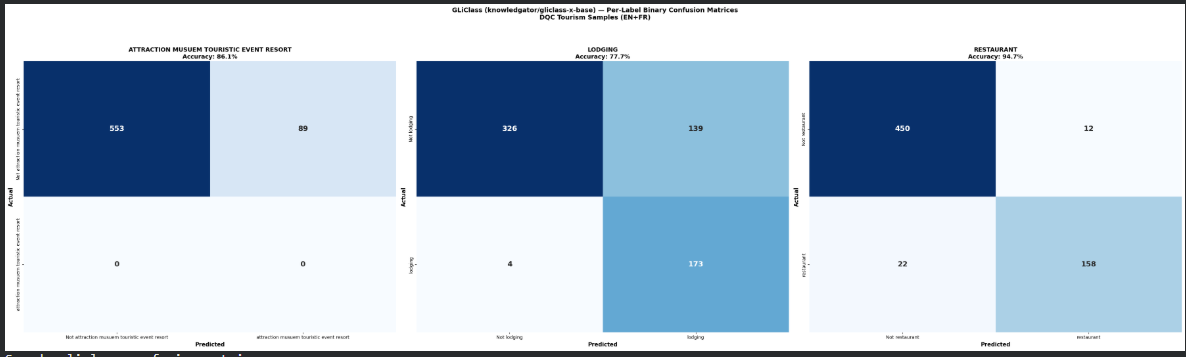 GLiClass (knowledgator/gliclass-x-base) — Per-Label Binary Confusion Matrices
DQC Tourism Samples (EN+FR)
ATTRACTION MUSUEM TOURISTIC EVENT RESORT
Accuracy: 86.1%
Actual
Not attraction musuem touristic event resort
attraction musuem touristic event resort
553
89
0
0
Not attraction musuem touristic event resort
attraction musuem touristic event resort
Predicted
LODGING
Accuracy: 77.7%
Actual
Not lodging
lodging
326
139
4
173
Not lodging
lodging
Predicted
RESTAURANT
Accuracy: 94.7%
Actual
Not restaurant
restaurant
450
12
22
158
Not restaurant
restaurant
Predicted